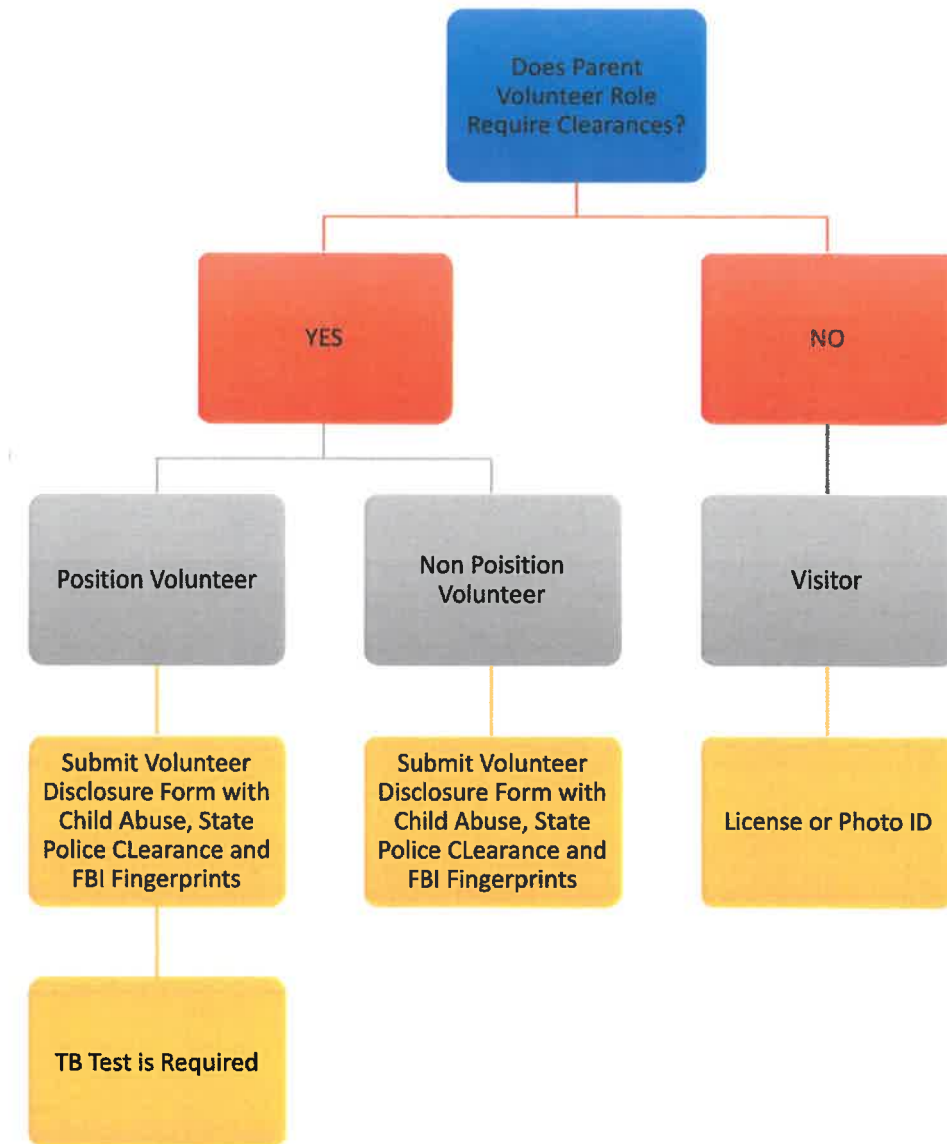 Does Parent
Volunteer Role
Require Clearances?
YES
NO
Position Volunteer
Non Poisition
Volunteer
Visitor
Submit Volunteer
Disclosure Form with
Child Abuse, State
Police CLearance and
FBI Fingerprints
Submit Volunteer
Disclosure Form with
Child Abuse, State
Police CLearance and
FBI Fingerprints
License or Photo ID
TB Test is Required